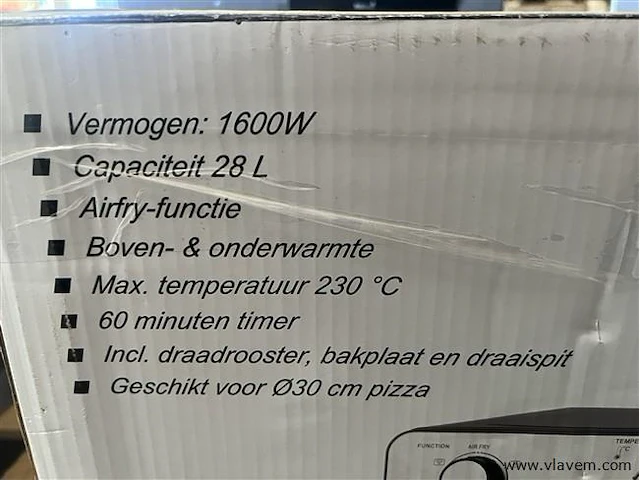 Vermogen: 1600W
Capaciteit 28 L
Airfry-functie
Boven- & onderwarmte
Max. temperatuur 230 °C
60 minuten timer
Incl. draadrooster, bakplaat en draaispit
Geschikt voor Ø30 cm pizza
FUNCTION AIR FRY TEMPE
°C
www.vlavem.com